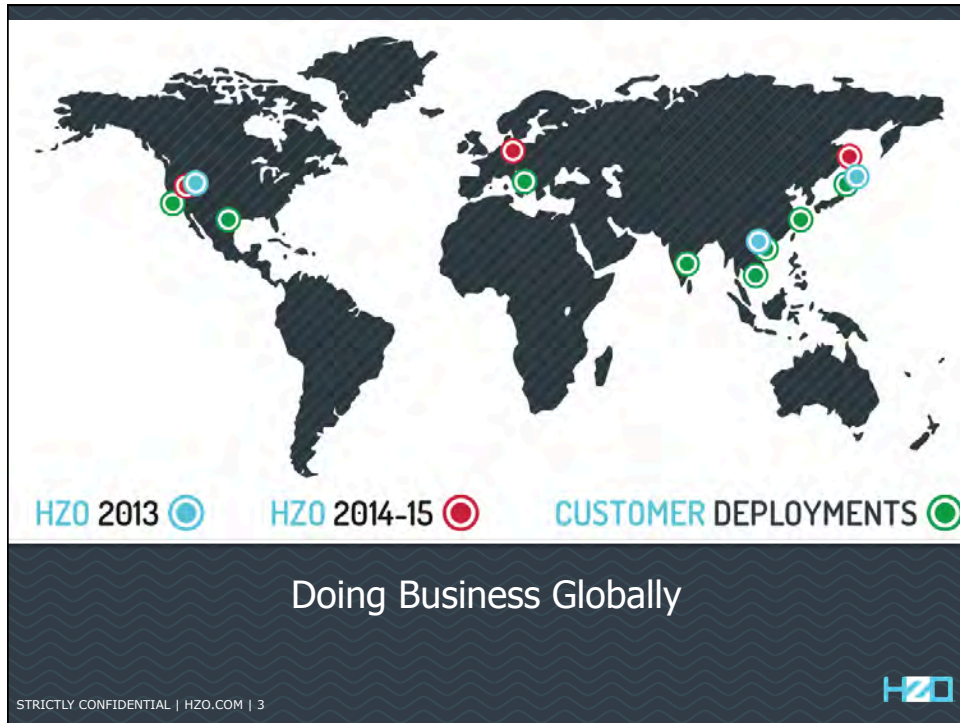 HZO 2013
HZO 2014-15
CUSTOMER DEPLOYMENTS
Doing Business Globally
STRICTLY CONFIDENTIAL | HZO.COM | 3
HZO